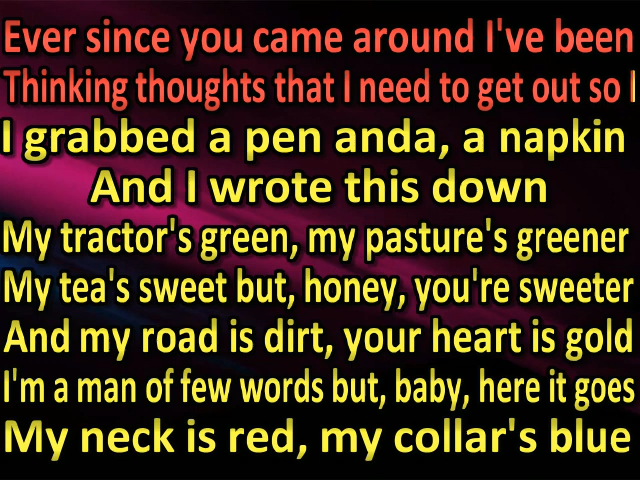 Ever since you came around I've been
Thinking thoughts that I need to get out so I
I grabbed a pen anda, a napkin
And I wrote this down
My tractor's green, my pasture's greener
My tea's sweet but, honey, you're sweeter
And my road is dirt, your heart is gold
I'm a man of few words but, baby, here it goes
My neck is red, my collar's blue